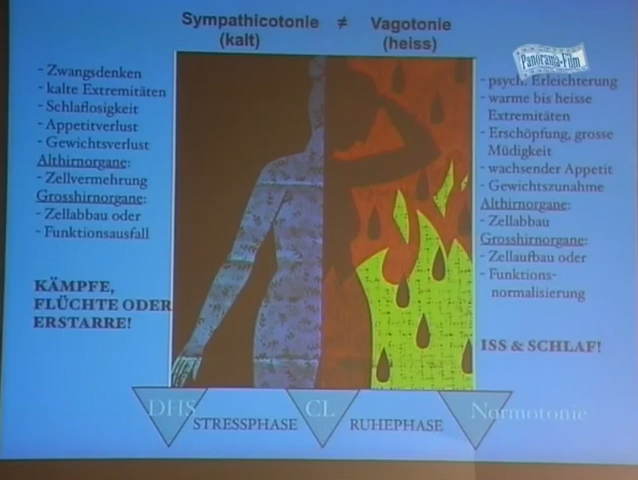 Sympathicotonie ≠ Vagotonie
(kalt) (heiss)
Panorama-Film
- Zwangsdenken
- kalte Extremitäten
- Schlaflosigkeit
- Appetitverlust
- Gewichtsverlust
Althirnorgane:
- Zellvermehrung
Grosshirnorgane:
- Zellabbau oder
- Funktionsausfall
KÄMPFE,
FLÜCHTE ODER
ERSTARRE!
- psych. Erleichterung
- warme bis heisse
Extremitäten
- Erschöpfung, grosse
Müdigkeit
- wachsender Appetit
- Gewichtszunahme
Althirnorgane:
- Zellabbau
Grosshirnorgane:
- Zellaufbau oder
- Funktions-
normalisierung
ISS & SCHLAF!
DHS STRESSPHASE CL RUHEPHASE Normotonie